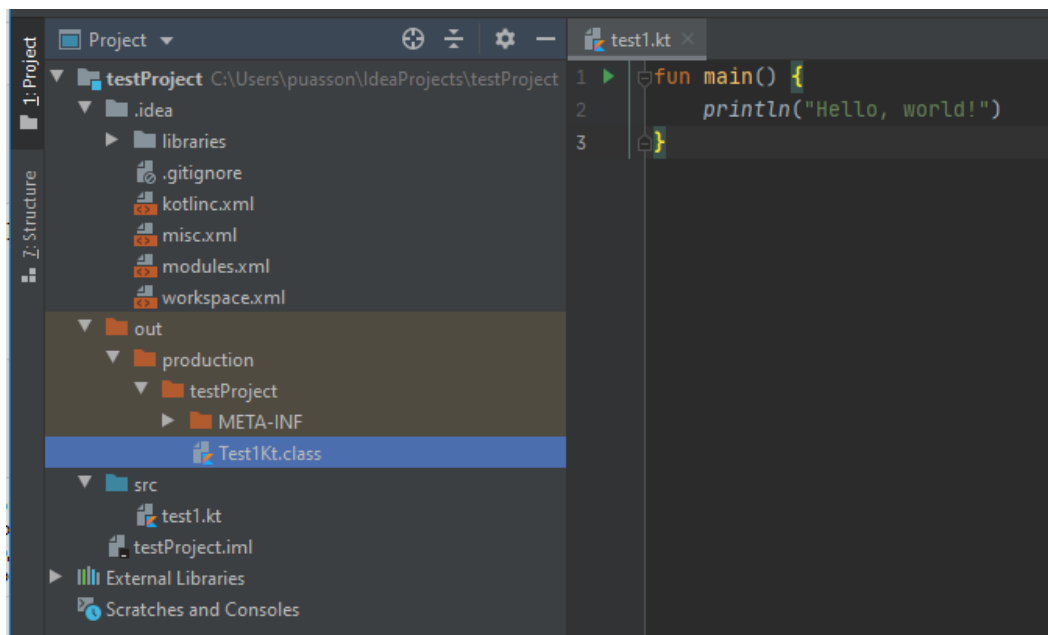 1: Project
7: Structure
Project
testProject C:\Users\puasson\IdeaProjects\testProject
.idea
libraries
.gitignore
kotlinc.xml
misc.xml
modules.xml
workspace.xml
out
production
testProject
META-INF
Test1Kt.class
src
test1.kt
testProject.iml
External Libraries
Scratches and Consoles
test1.kt
1 fun main() {
2 println("Hello, world!")
3 }